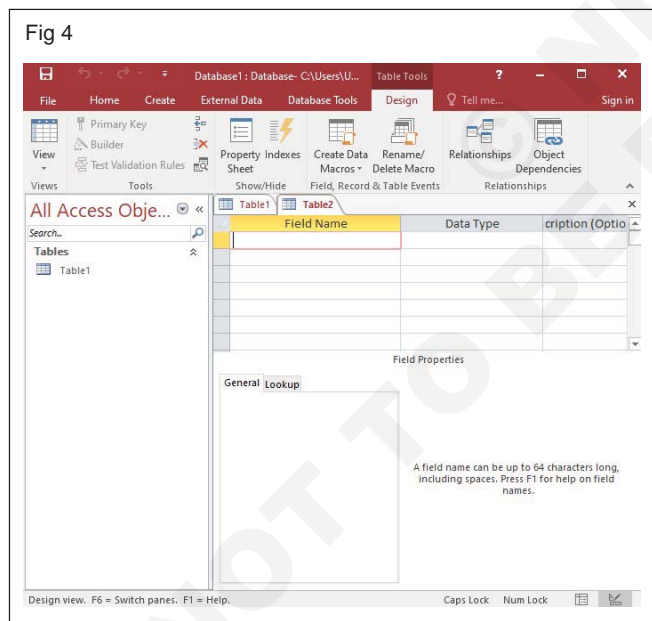 Fig 4
Database1 : Database- C:\Users\U... Table Tools ?
File Home Create External Data Database Tools Design Tell me... Sign in
View
Primary Key
Builder
Test Validation Rules
Property Sheet
Indexes
Create Data Macros
Rename/ Delete Macro
Relationships
Object Dependencies
Views Tools Show/Hide Field, Record & Table Events Relationships
All Access Obje... «
Search..
Tables
Table1
Table1 Table2
Field Name Data Type cription (Optio
Field Properties
General Lookup
A field name can be up to 64 characters long,
including spaces. Press F1 for help on field
names.
Design view. F6 = Switch panes. F1 = Help. Caps Lock Num Lock
© NI
NOT TO BE